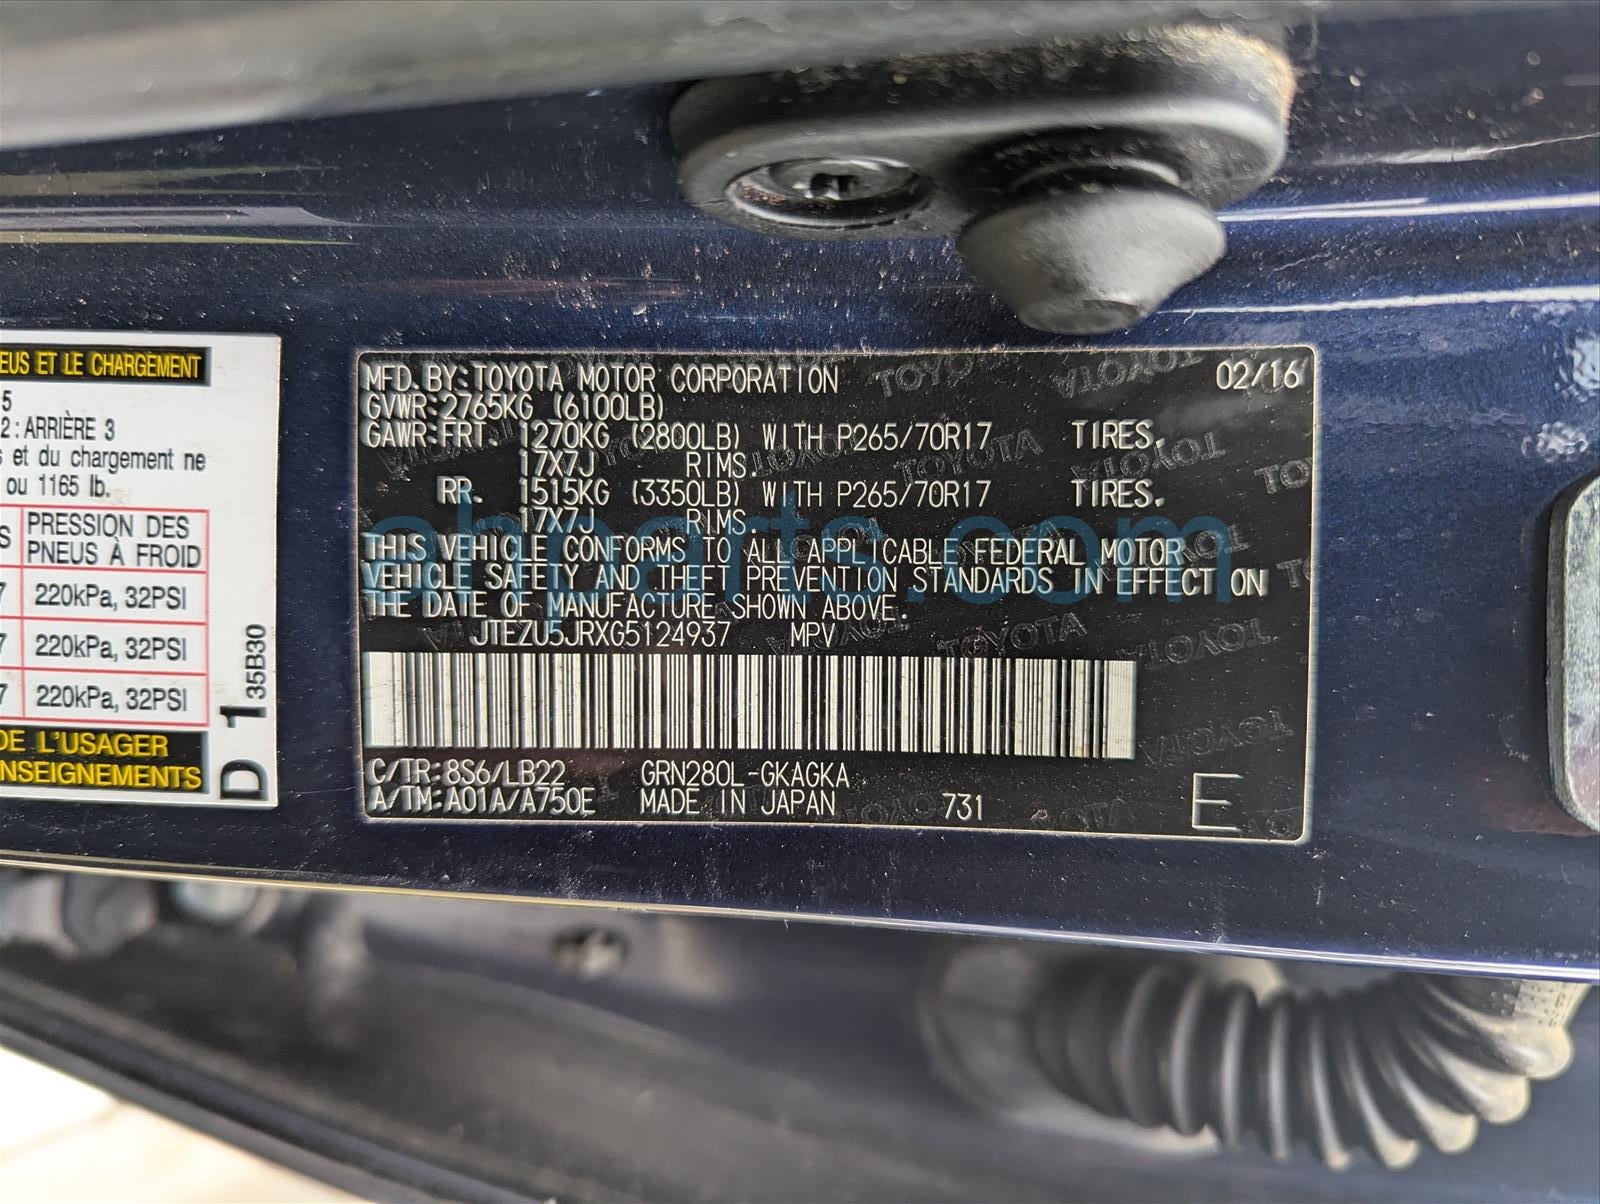 EUS ET LE CHARGEMENT
5
2: ARRIÈRE 3
s et du chargement ne
ou 1165 lb.
S PRESSION DES
PNEUS À FROID
7 220kPa, 32PSI
7 220kPa, 32PSI
7 220kPa, 32PSI
DE L'USAGER
NSEIGNEMENTS
D 1 35B30
MFD. BY: TOYOTA MOTOR CORPORATION 02/16
GVWR: 2765KG (6100LB)
GAWR: FRT. 1270KG (2800LB) WITH P265/70R17 TIRES.
17X7J RIMS.
RR. 1515KG (3350LB) WITH P265/70R17 TIRES.
17X7J RIMS.
THIS VEHICLE CONFORMS TO ALL APPLICABLE FEDERAL MOTOR
VEHICLE SAFETY AND THEFT PREVENTION STANDARDS IN EFFECT ON
THE DATE OF MANUFACTURE SHOWN ABOVE.
JTEZU5JRXG5124937 MPV
C/TR: 8S6/LB22 GRN280L-GKAGKA
A/TM: A01A/A750E MADE IN JAPAN 731 E
ahparts.com